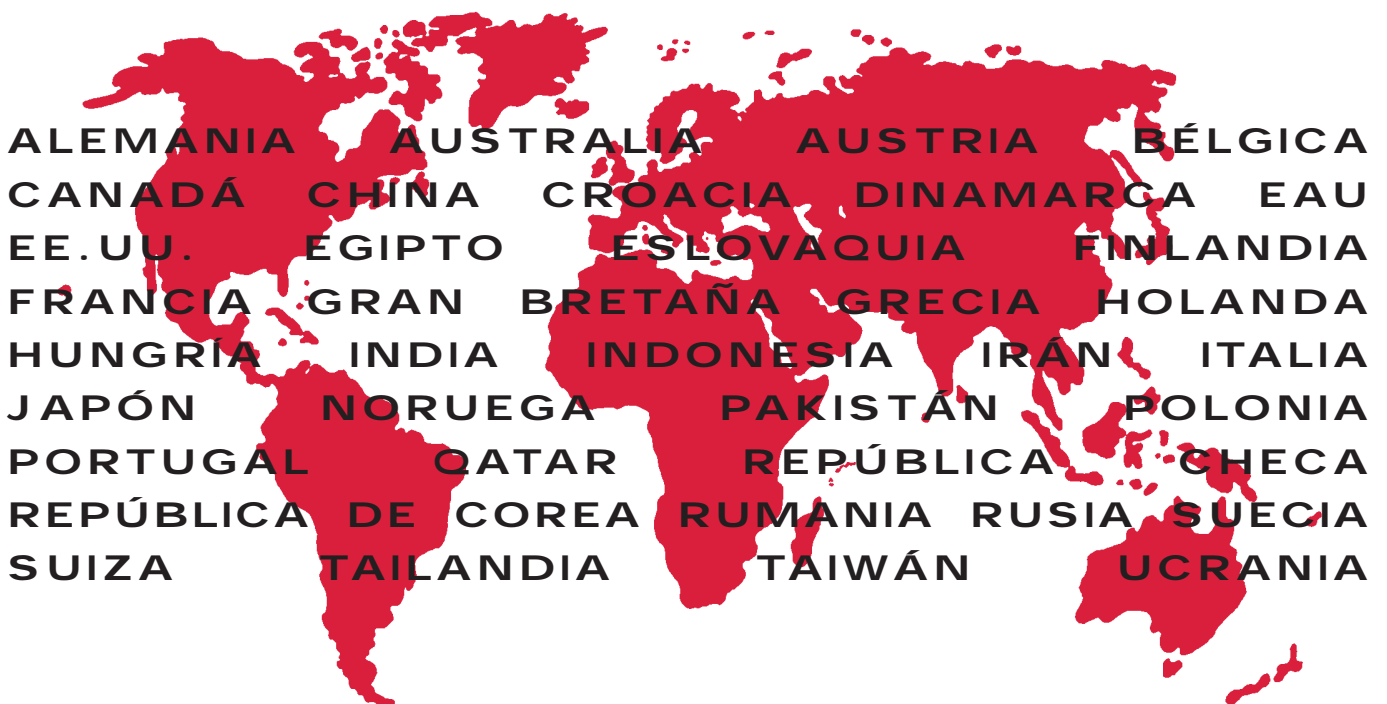 ALEMANIA AUSTRALIA AUSTRIA BÉLGICA
CANADÁ CHINA CROACIA DINAMARCA EAU
EE.UU. EGIPTO ESLOVAQUIA FINLANDIA
FRANCIA GRAN BRETAÑA GRECIA HOLANDA
HUNGRÍA INDIA INDONESIA IRÁN ITALIA
JAPÓN NORUEGA PAKISTÁN POLONIA
PORTUGAL QATAR REPÚBLICA CHECA
REPÚBLICA DE COREA RUMANIA RUSIA SUECIA
SUIZA TAILANDIA TAIWÁN UCRANIA